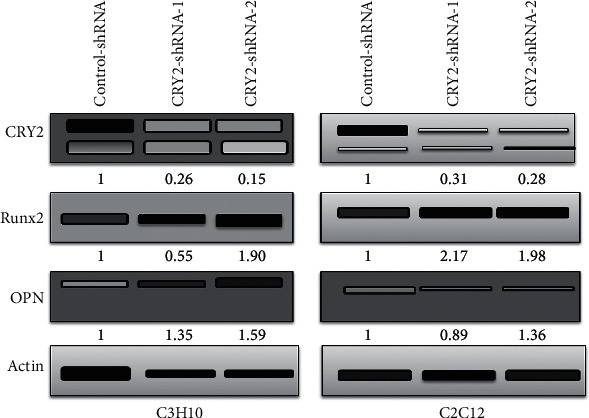 Control-shRNA CRY2-shRNA-1 CRY2-shRNA-2 Control-shRNA CRY2-shRNA-1 CRY2-shRNA-2
CRY2
1 0.26 0.15 1 0.31 0.28
Runx2
1 0.55 1.90 1 2.17 1.98
OPN
1 1.35 1.59 1 0.89 1.36
Actin
C3H10 C2C12